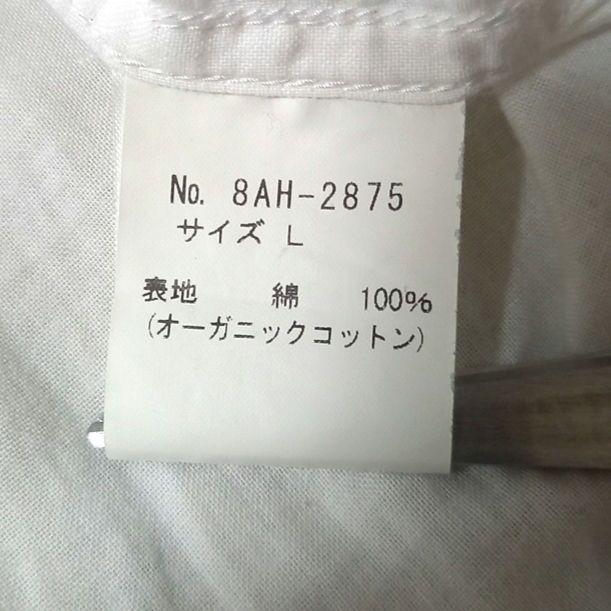 No. 8AH-2875
サイズ L
表地 綿 100%
(オーガニックコットン)